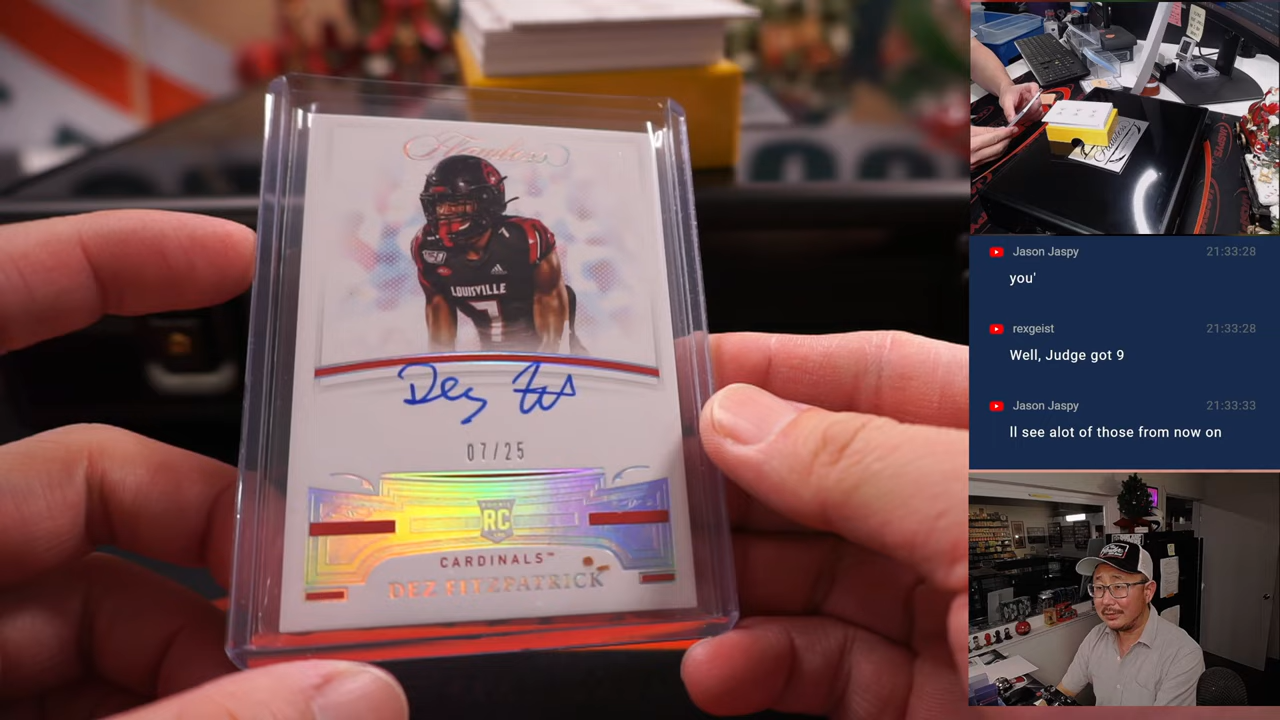 Flawless
150
LOUISVILLE
7
Dez Fitz
07/25
RC
CARDINALS™
DEZ FITZPATRICK
Flawless
Jason Jaspy
21:33:28
you'
rexgeist
21:33:28
Well, Judge got 9
Jason Jaspy
21:33:33
ll see alot of those from now on